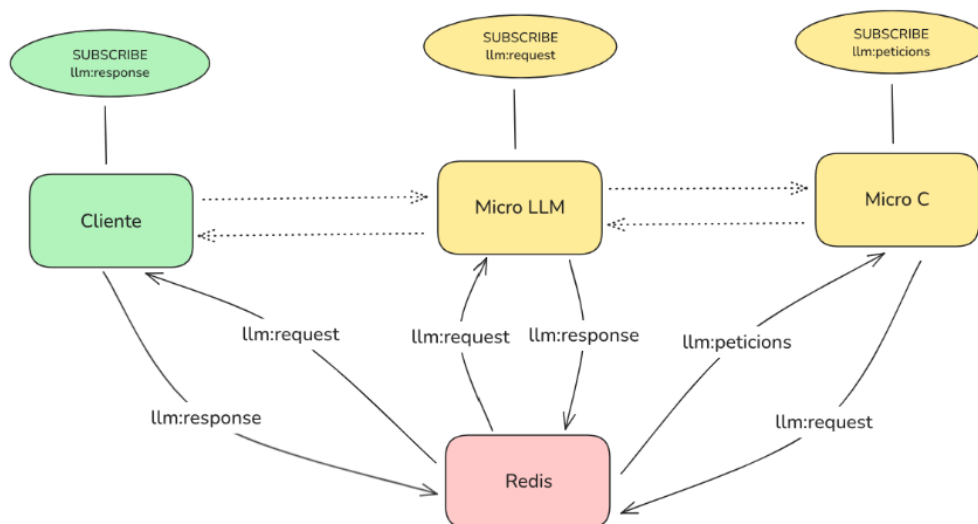 SUBSCRIBE
llm:response
SUBSCRIBE
llm:request
SUBSCRIBE
llm:peticions
Cliente
Micro LLM
Micro C
llm:request
llm:request
llm:response
llm:peticions
llm:response
llm:request
Redis